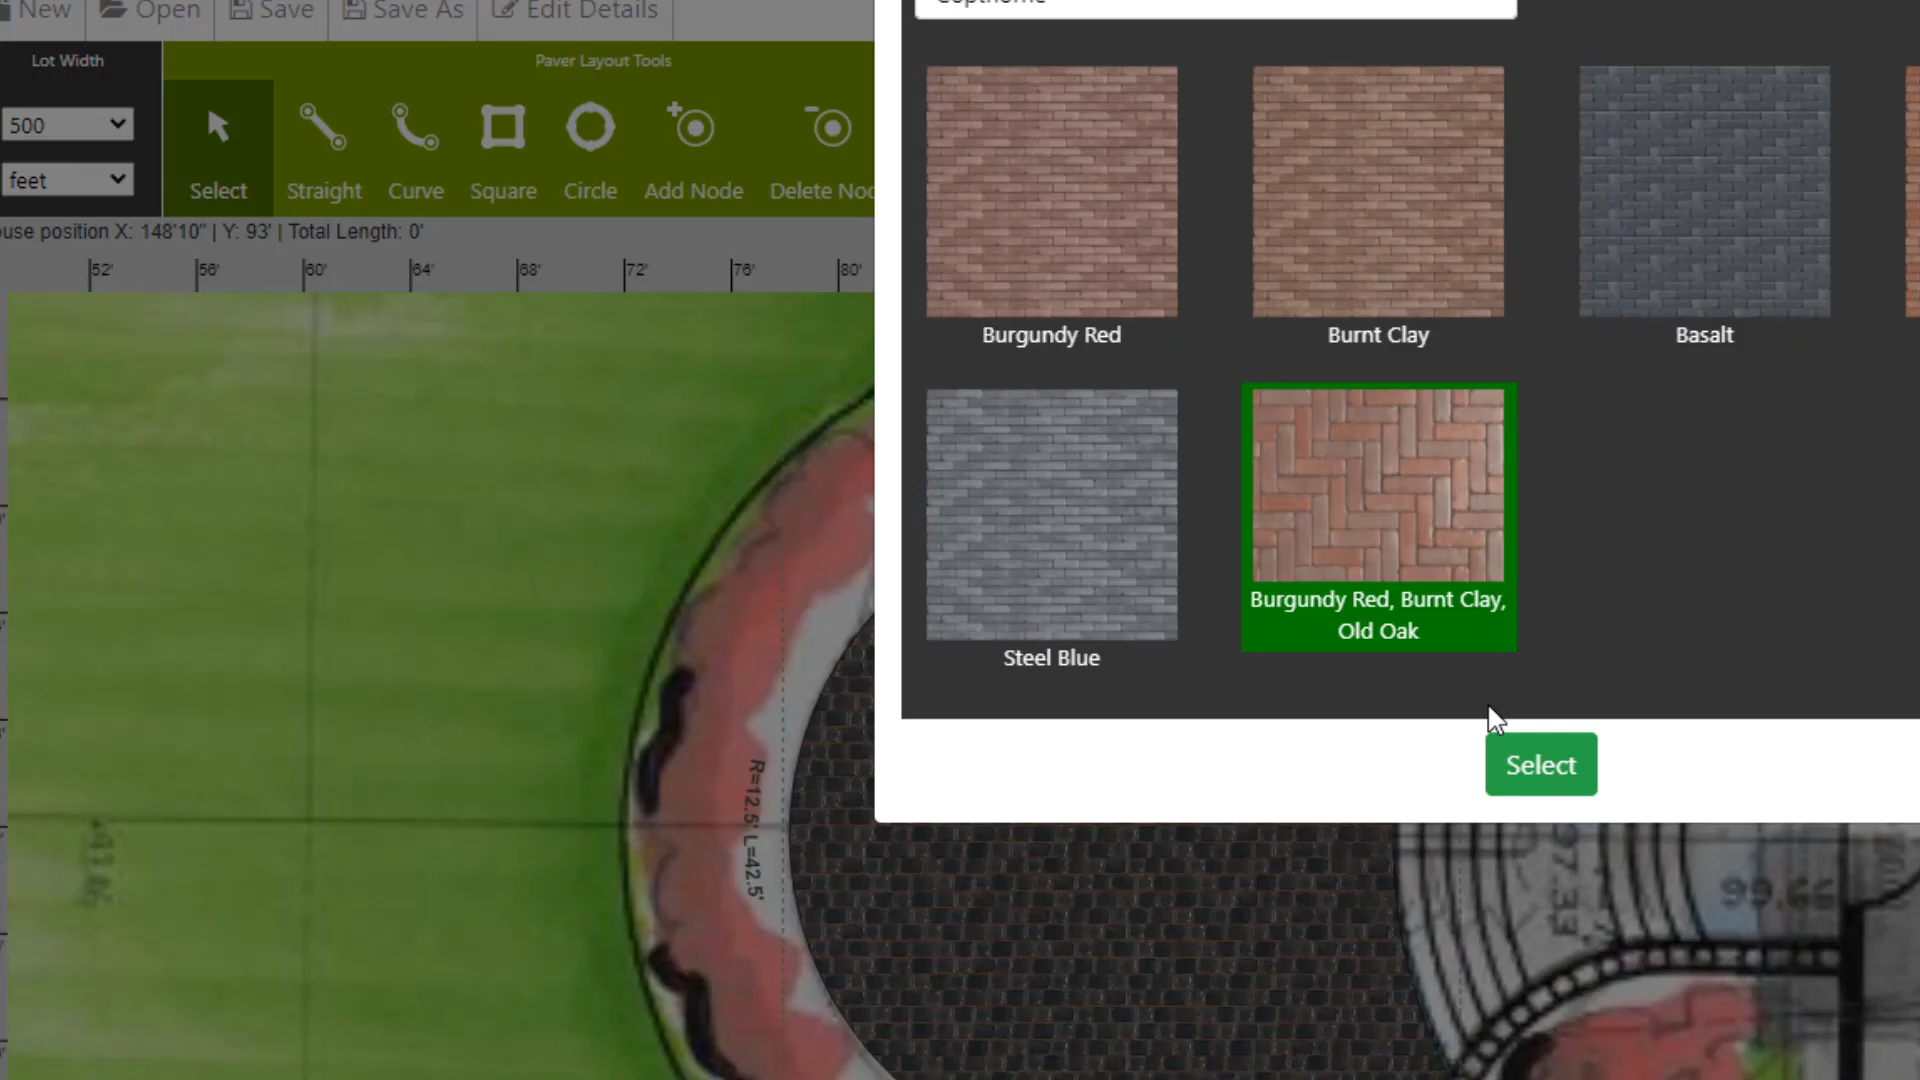 New
Open
Save
Save As
Edit Details
Lot Width
Paver Layout Tools
500
feet
Select
Straight
Curve
Square
Circle
Add Node
Delete Nod
use position X: 148'10" | Y: 93' | Total Length: 0'
52'
56'
60'
64'
68'
72'
76'
80'
Burgundy Red
Burnt Clay
Basalt
Steel Blue
Burgundy Red, Burnt Clay,
Old Oak
Select
R=12.5' L=42.5'